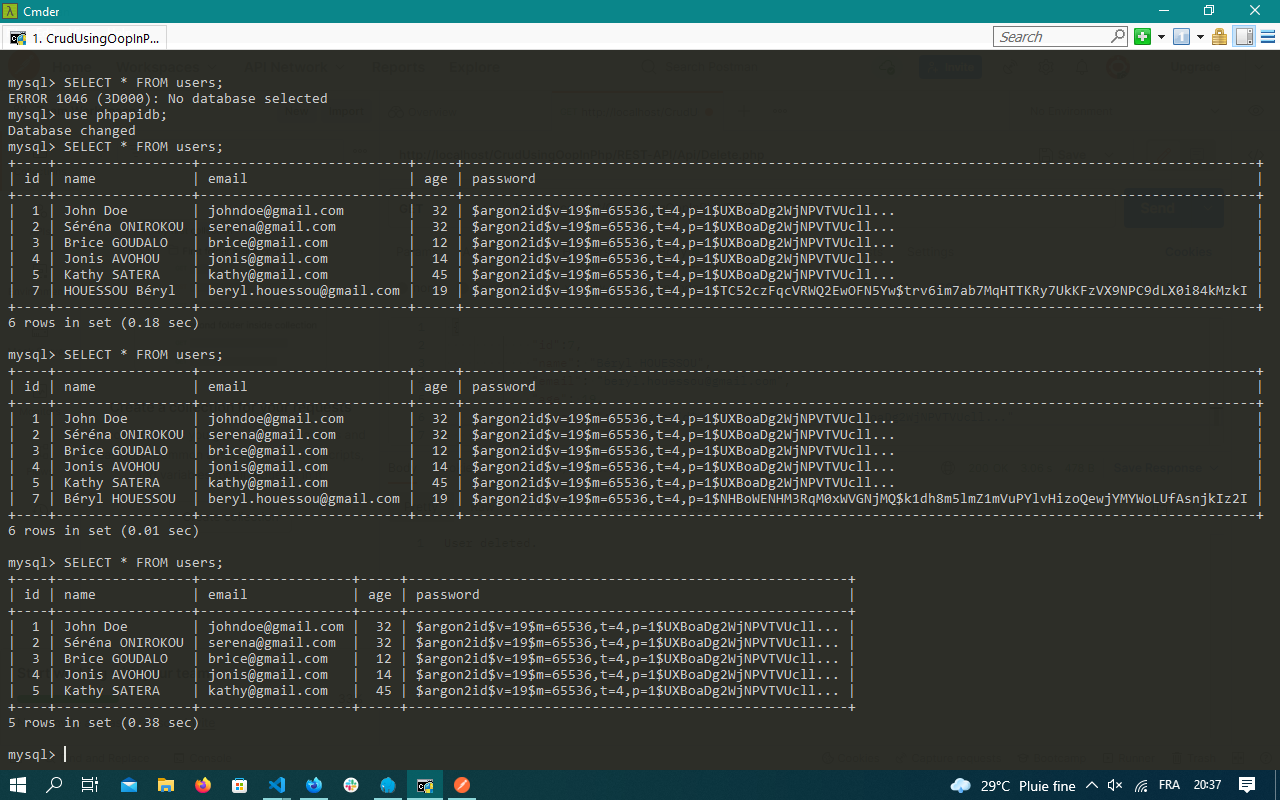 Cmder
1. CrudUsingOopInP...
Search
mysql> SELECT * FROM users;
ERROR 1046 (3D000): No database selected
mysql> use phpapidb;
Database changed
mysql> SELECT * FROM users;
+----+----------------+--------------------------+-----+---------------------------------------------------------------------------------------------------+
| id | name           | email                    | age | password                                                                                          |
+----+----------------+--------------------------+-----+---------------------------------------------------------------------------------------------------+
|  1 | John Doe       | johndoe@gmail.com        |  32 | $argon2id$v=19$m=65536,t=4,p=1$UXBoaDg2WjNPVTVUcll...                                             |
|  2 | Séréna ONIROKOU | serena@gmail.com        |  32 | $argon2id$v=19$m=65536,t=4,p=1$UXBoaDg2WjNPVTVUcll...                                             |
|  3 | Brice GOUDALO  | brice@gmail.com          |  12 | $argon2id$v=19$m=65536,t=4,p=1$UXBoaDg2WjNPVTVUcll...                                             |
|  4 | Jonis AVOHOU   | jonis@gmail.com          |  14 | $argon2id$v=19$m=65536,t=4,p=1$UXBoaDg2WjNPVTVUcll...                                             |
|  5 | Kathy SATERA   | kathy@gmail.com          |  45 | $argon2id$v=19$m=65536,t=4,p=1$UXBoaDg2WjNPVTVUcll...                                             |
|  7 | HOUESSOU Béryl | beryl.houessou@gmail.com |  19 | $argon2id$v=19$m=65536,t=4,p=1$TC52czFqcVRWQ2EwOFN5Yw$trv6im7ab7MqHTTKRy7UkKFzVX9NPC9dLX0i84kMzkI |
+----+----------------+--------------------------+-----+---------------------------------------------------------------------------------------------------+
6 rows in set (0.18 sec)
mysql> SELECT * FROM users;
+----+----------------+--------------------------+-----+---------------------------------------------------------------------------------------------------+
| id | name           | email                    | age | password                                                                                          |
+----+----------------+--------------------------+-----+---------------------------------------------------------------------------------------------------+
|  1 | John Doe       | johndoe@gmail.com        |  32 | $argon2id$v=19$m=65536,t=4,p=1$UXBoaDg2WjNPVTVUcll...                                             |
|  2 | Séréna ONIROKOU | serena@gmail.com        |  32 | $argon2id$v=19$m=65536,t=4,p=1$UXBoaDg2WjNPVTVUcll...                                             |
|  3 | Brice GOUDALO  | brice@gmail.com          |  12 | $argon2id$v=19$m=65536,t=4,p=1$UXBoaDg2WjNPVTVUcll...                                             |
|  4 | Jonis AVOHOU   | jonis@gmail.com          |  14 | $argon2id$v=19$m=65536,t=4,p=1$UXBoaDg2WjNPVTVUcll...                                             |
|  5 | Kathy SATERA   | kathy@gmail.com          |  45 | $argon2id$v=19$m=65536,t=4,p=1$UXBoaDg2WjNPVTVUcll...                                             |
|  7 | Béryl HOUESSOU | beryl.houessou@gmail.com |  19 | $argon2id$v=19$m=65536,t=4,p=1$NHBoWENHM3RqM0xWVGNjMQ$k1dh8m5lmZ1mVuPYlvHizoQewjYMYWoLUfAsnjkIz2I |
+----+----------------+--------------------------+-----+---------------------------------------------------------------------------------------------------+
6 rows in set (0.01 sec)
mysql> SELECT * FROM users;
+----+----------------+-------------------+-----+-------------------------------------------------------+
| id | name           | email             | age | password                                              |
+----+----------------+-------------------+-----+-------------------------------------------------------+
|  1 | John Doe       | johndoe@gmail.com |  32 | $argon2id$v=19$m=65536,t=4,p=1$UXBoaDg2WjNPVTVUcll... |
|  2 | Séréna ONIROKOU | serena@gmail.com |  32 | $argon2id$v=19$m=65536,t=4,p=1$UXBoaDg2WjNPVTVUcll... |
|  3 | Brice GOUDALO  | brice@gmail.com   |  12 | $argon2id$v=19$m=65536,t=4,p=1$UXBoaDg2WjNPVTVUcll... |
|  4 | Jonis AVOHOU   | jonis@gmail.com   |  14 | $argon2id$v=19$m=65536,t=4,p=1$UXBoaDg2WjNPVTVUcll... |
|  5 | Kathy SATERA   | kathy@gmail.com   |  45 | $argon2id$v=19$m=65536,t=4,p=1$UXBoaDg2WjNPVTVUcll... |
+----+----------------+-------------------+-----+-------------------------------------------------------+
5 rows in set (0.38 sec)
mysql>
29°C Pluie fine FRA 20:37